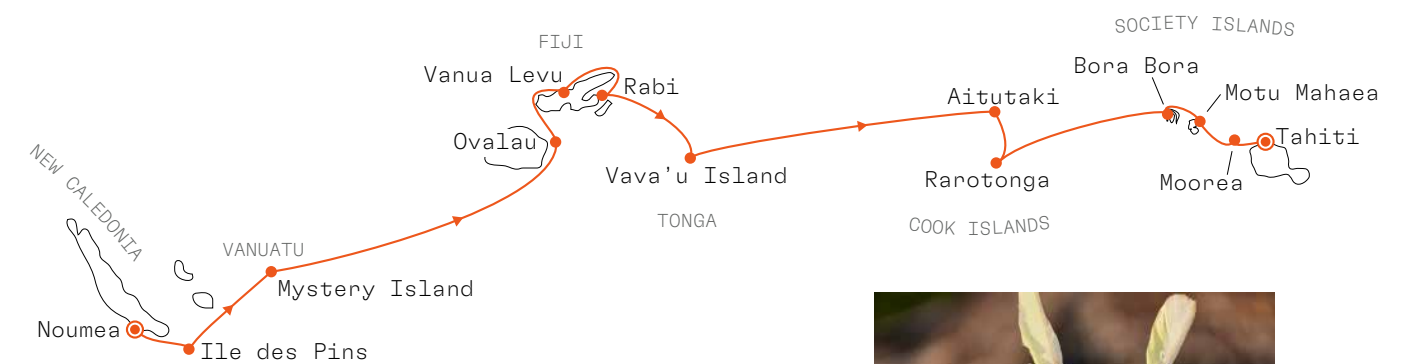 SOCIETY ISLANDS
FIJI
Bora Bora
Vanua Levu
Rabi
Motu Mahaea
Aitutaki
Ovalau
Tahiti
Vava'u Island
Rarotonga
Moorea
NEW CALEDONIA
TONGA
COOK ISLANDS
VANUATU
Mystery Island
Noumea
Ile des Pins